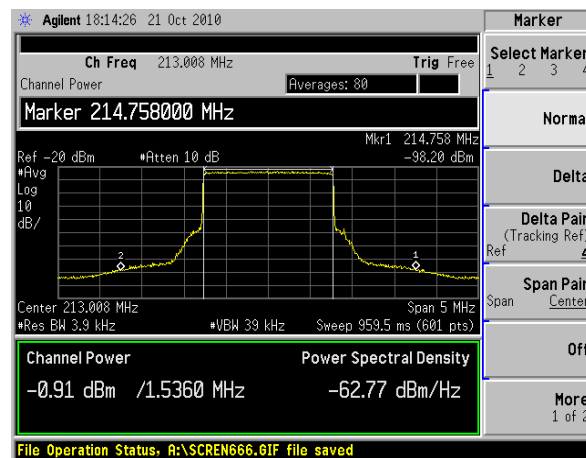 Agilent 18:14:26 21 Oct 2010
Marker
Ch Freq 213.008 MHz Trig Free
Channel Power Averages: 80
Marker 214.758000 MHz
Mkr1 214.758 MHz
Ref -20 dBm #Atten 10 dB -98.20 dBm
#Avg
Log
10
dB/
2
1
Center 213.008 MHz Span 5 MHz
#Res BW 3.9 kHz #VBW 39 kHz Sweep 959.5 ms (601 pts)
Channel Power Power Spectral Density
-0.91 dBm /1.5360 MHz -62.77 dBm/Hz
File Operation Status, A:\SCREN666.GIF file saved
Select Marker
1 2 3 4
Norma
Delta
Delta Pair
(Tracking Ref)
Ref
Span Pair
Span Center
Off
More
1 of 2